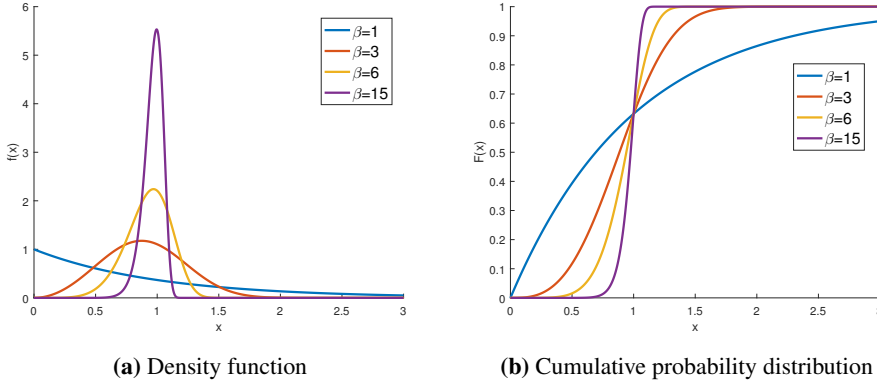 6
5
4
3
2
1
0
f(x)
0 0.5 1 1.5 2 2.5 3
x
β=1
β=3
β=6
β=15
(a) Density function
1
0.9
0.8
0.7
0.6
0.5
0.4
0.3
0.2
0.1
0
F(x)
0 0.5 1 1.5 2 2.5
x
β=1
β=3
β=6
β=15
(b) Cumulative probability distribution